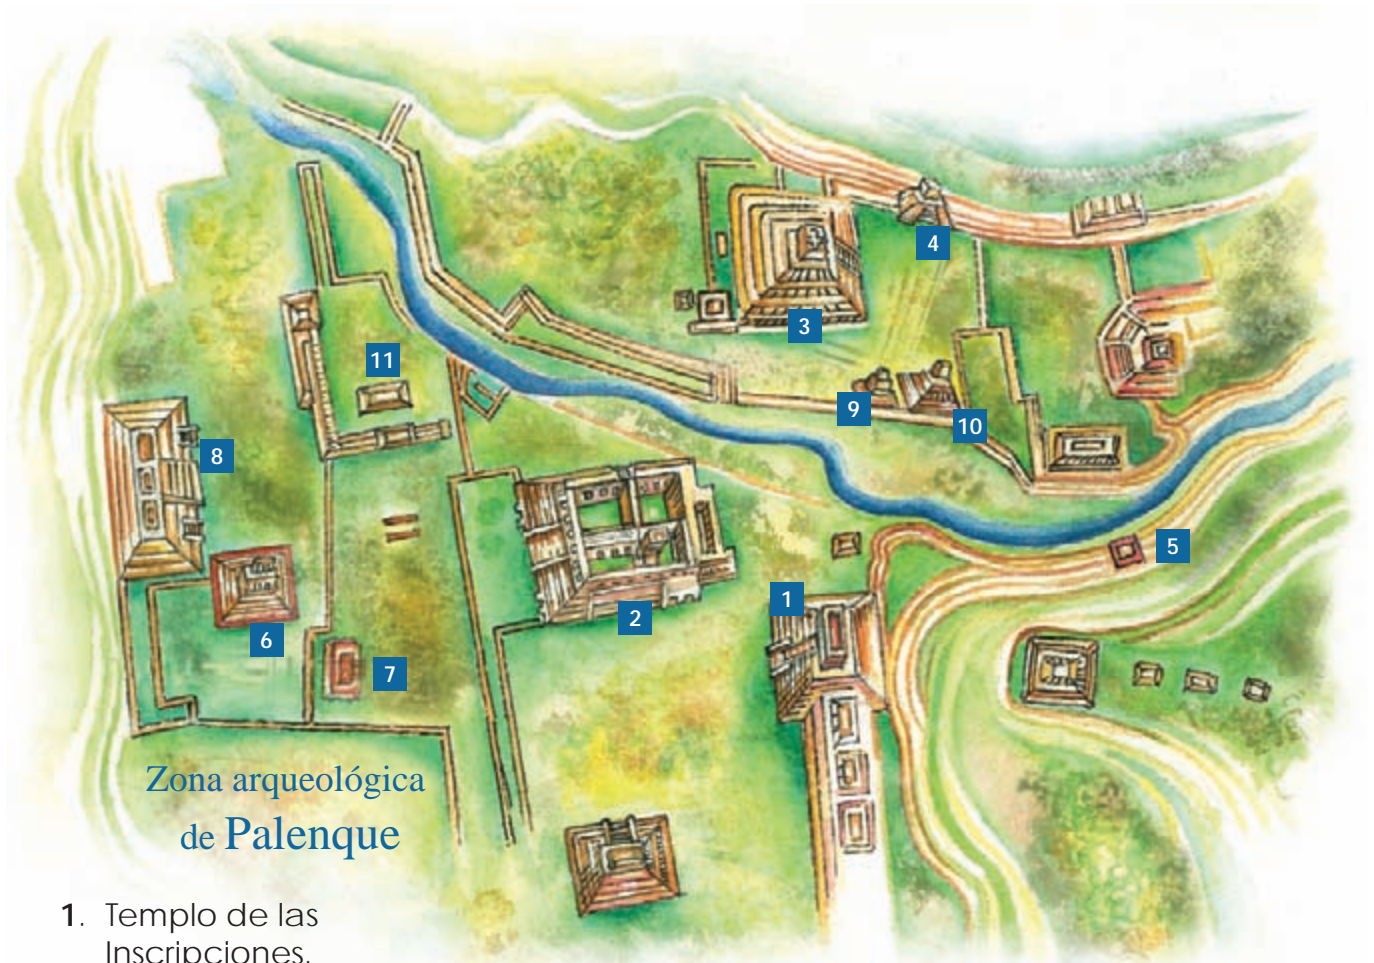 4
3
11
9
10
8
5
1
2
6
7
Zona arqueológica
de Palenque
1. Templo de las
Inscripciones.